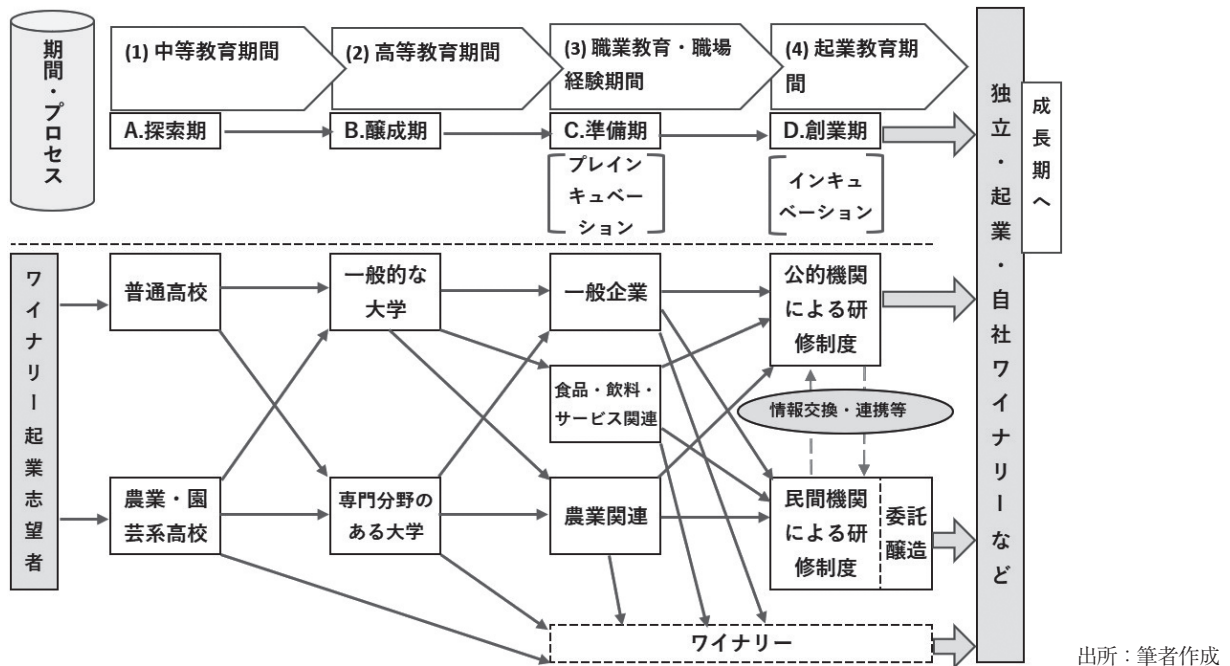 期間・プロセス
(1) 中等教育期間
(2) 高等教育期間
(3) 職業教育・職場
経験期間
(4) 起業教育期
間
A.探索期
B.醸成期
C.準備期
D.創業期
プレイン
キュベー
ション
インキュ
ベーション
独立・起業・自社ワイナリーなど
成長期へ
ワイナリー起業志望者
普通高校
一般的な
大学
一般企業
公的機関
による研
修制度
食品・飲料・
サービス関連
情報交換・連携等
農業・園
芸系高校
専門分野の
ある大学
農業関連
民間機関
による研
修制度
委託
醸造
ワイナリー
出所：筆者作成